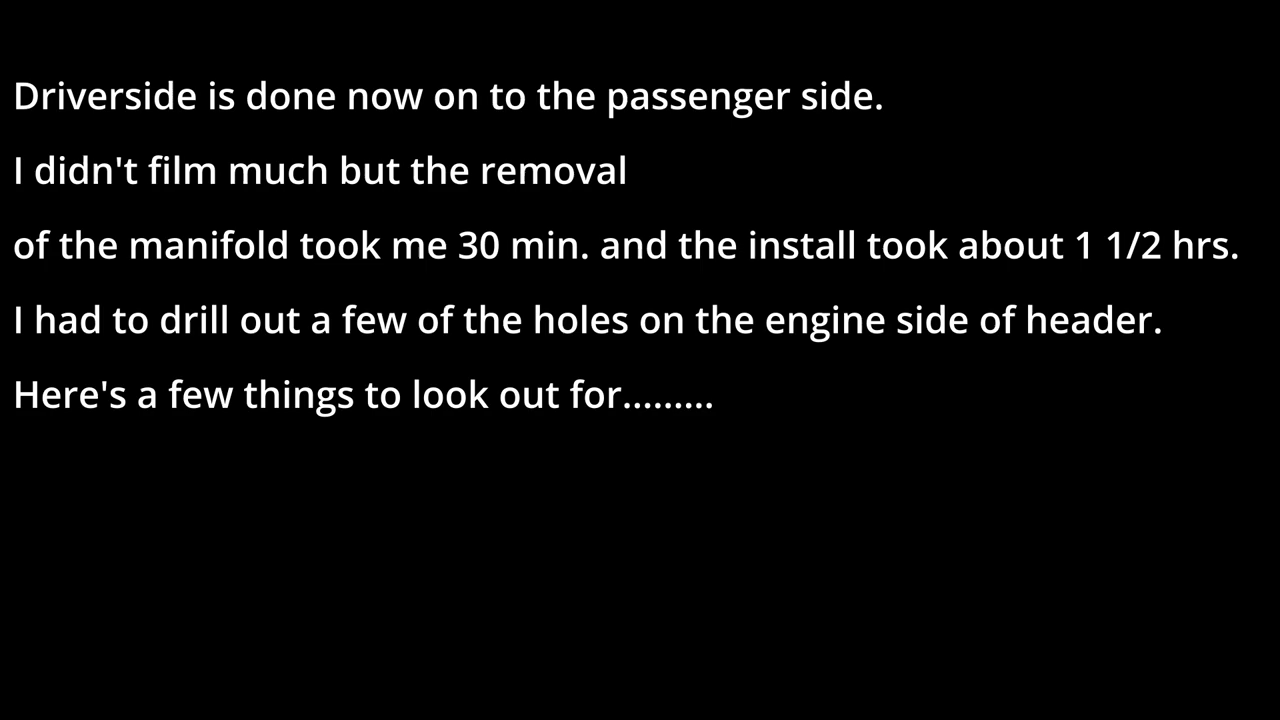 Driverside is done now on to the passenger side.
I didn't film much but the removal
of the manifold took me 30 min. and the install took about 1 1/2 hrs.
I had to drill out a few of the holes on the engine side of header.
Here's a few things to look out for.........